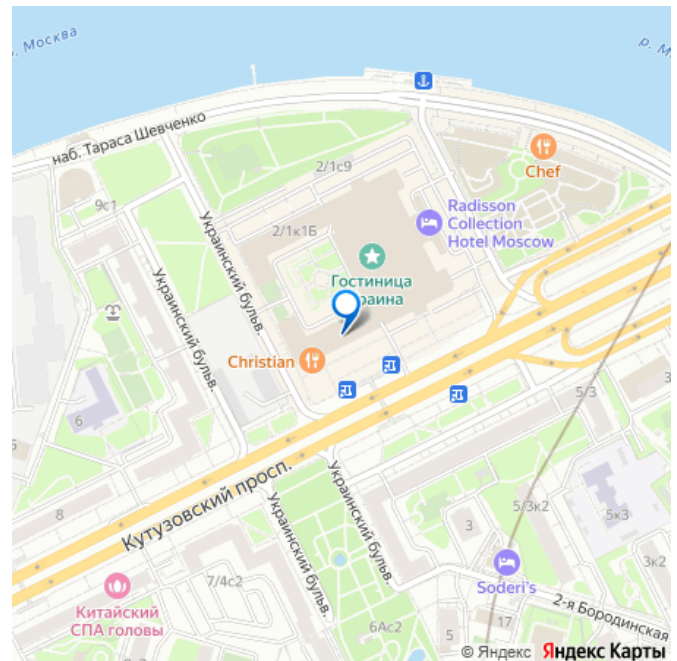 р. Москва
наб. Тараса Шевченко
9с1
2/1с9
Chef
Украинский бульв.
2/1к1Б
Radisson
Collection
Hotel Moscow
Украинский бульв.
Гостиница
Christian
6
5/3
8
Кутузовский просп.
Украинский бульв.
Украинский бульв.
5/3к2
5к3
3
3к2
7/4с2
Soderi's
Китайский
СПА головы
6Ас2
17
2-я Бородинская
© Яндекс Яндекс Карты